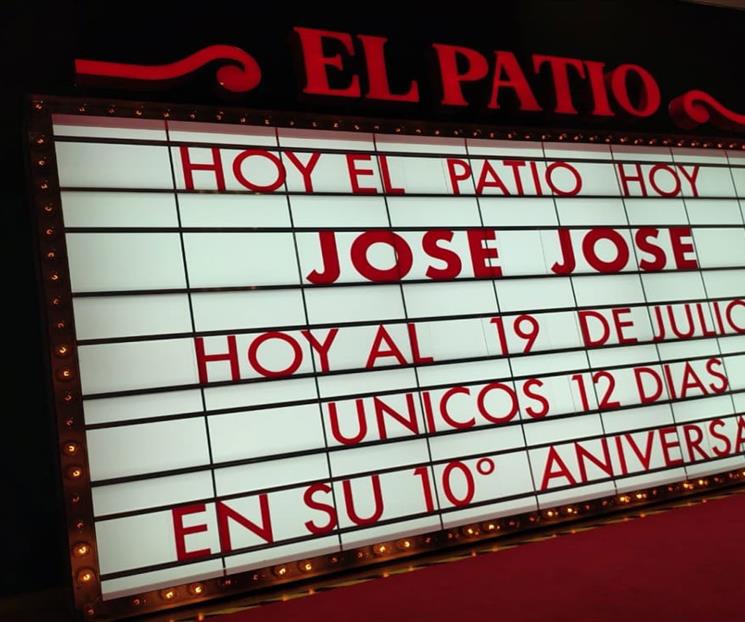 EL PATIO
HOY EL PATIO HOY
JOSE JOSE
HOY AL 19 DE JULIO
UNICOS 12 DIAS
EN SU 10° ANIVERSA